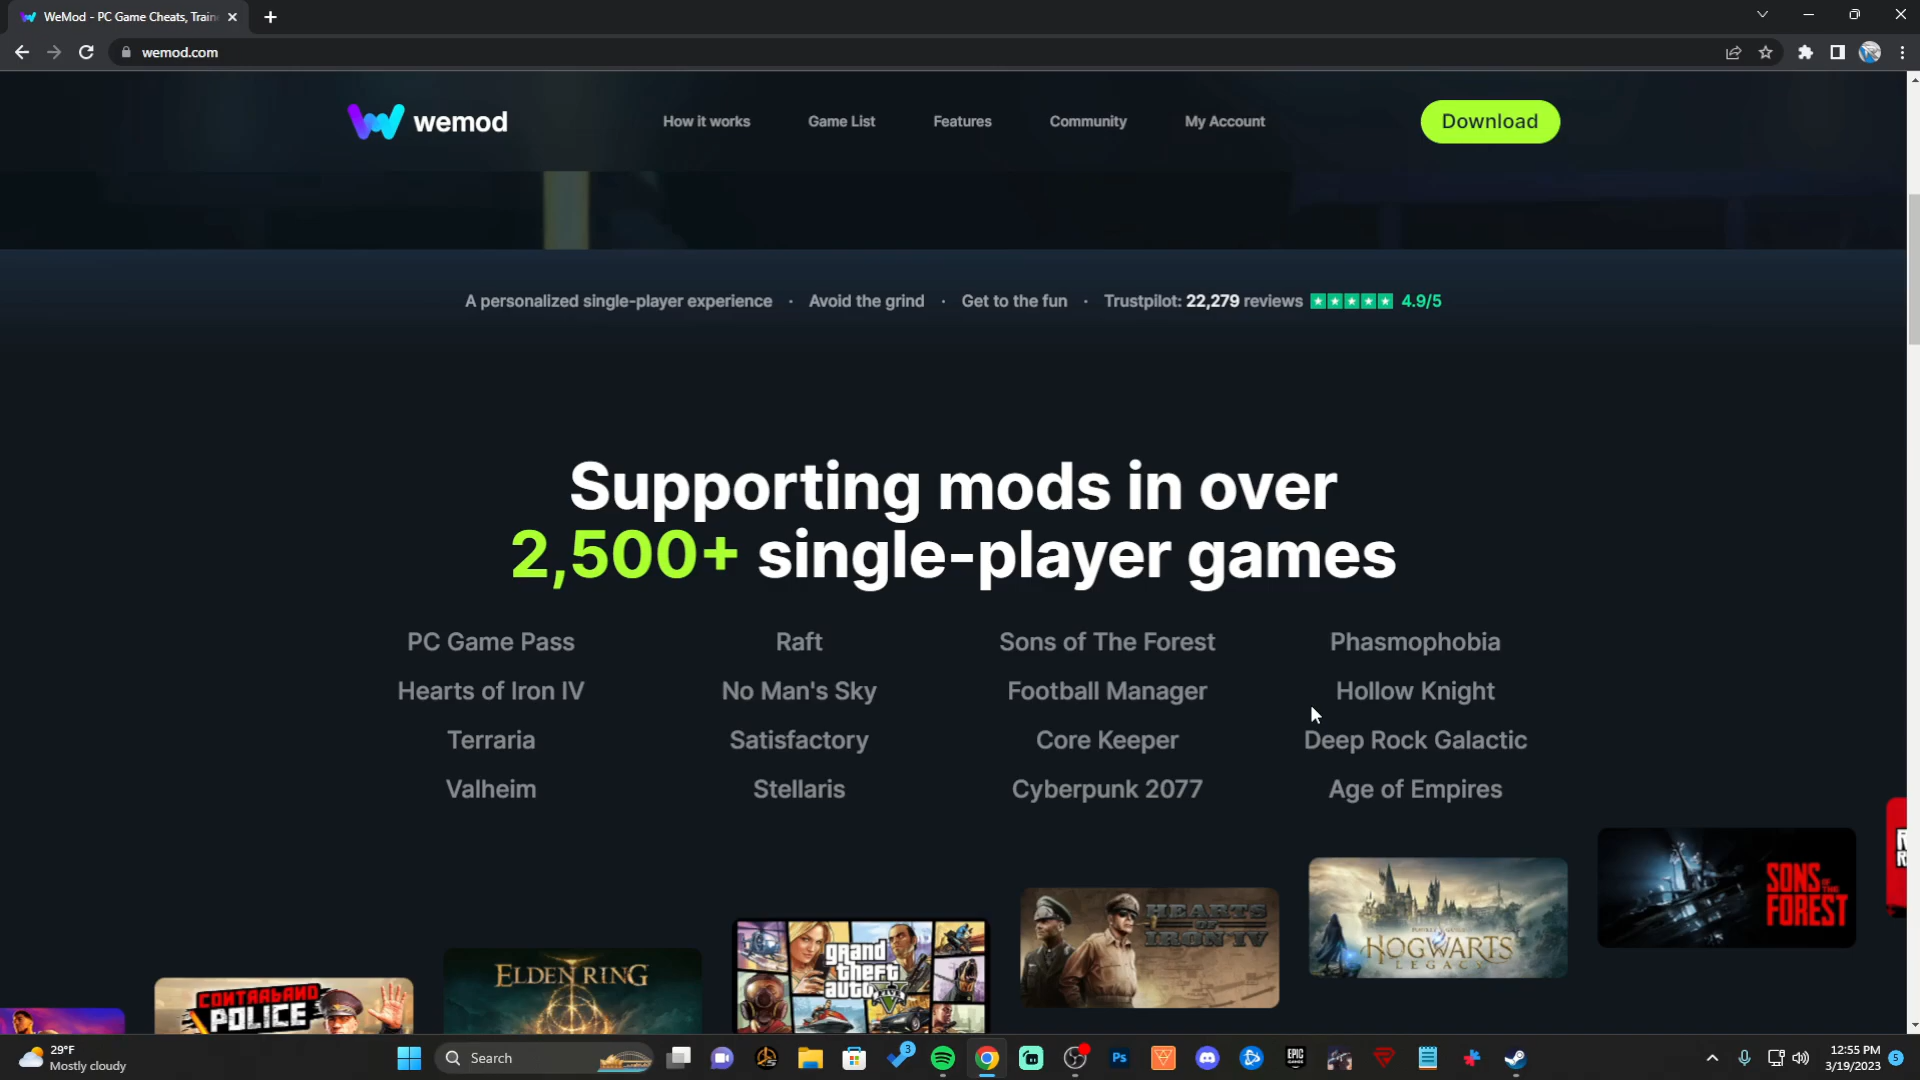 WeMod - PC Game Cheats, Train
wemod.com
wemod
How it works
Game List
Features
Community
My Account
Download
A personalized single-player experience · Avoid the grind · Get to the fun · Trustpilot: 22,279 reviews 4.9/5
Supporting mods in over
2,500+ single-player games
PC Game Pass
Raft
Sons of The Forest
Phasmophobia
Hearts of Iron IV
No Man's Sky
Football Manager
Hollow Knight
Terraria
Satisfactory
Core Keeper
Deep Rock Galactic
Valheim
Stellaris
Cyberpunk 2077
Age of Empires
SONS
OF THE
FOREST
HEARTS
OF
IRON IV
HOGWARTS
LEGACY
grand
theft
auto
V
ELDEN RING
CONTRABAND
POLICE
29°F
Mostly cloudy
Search
3
Ps
EPIC
GAMES
12:55 PM
3/19/2023
5